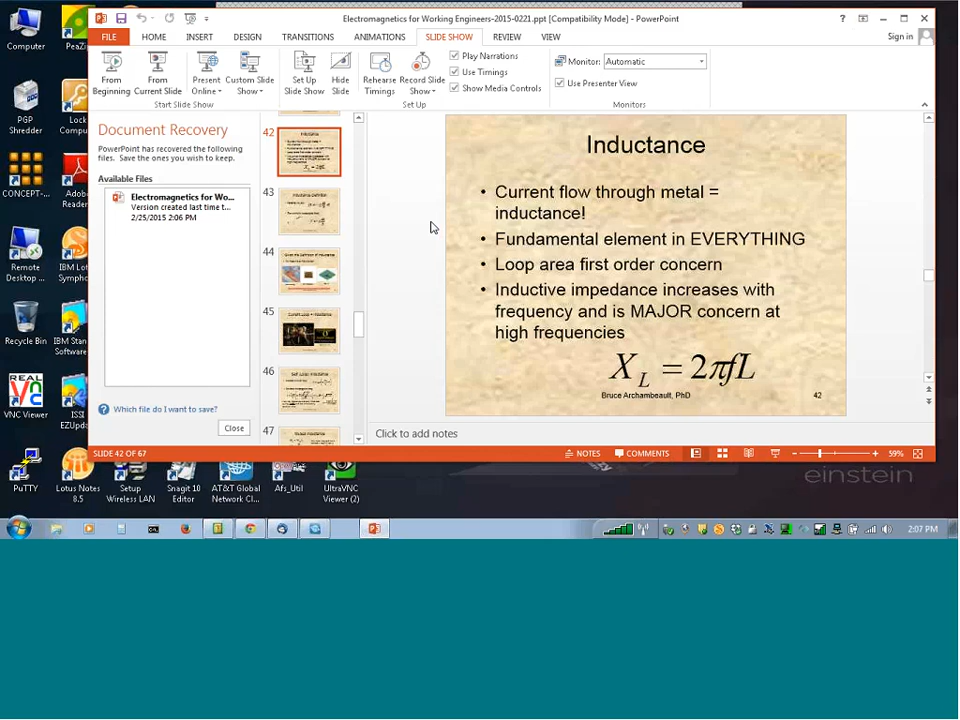 Electromagnetics for Working Engineers-2015-0221.ppt [Compatibility Mode] - PowerPoint
FILE HOME INSERT DESIGN TRANSITIONS ANIMATIONS SLIDE SHOW REVIEW VIEW Sign in
From Beginning
From Current Slide
Present Online
Custom Slide Show
Start Slide Show
Set Up Slide Show
Hide Slide
Rehearse Timings
Record Slide Show
Play Narrations
Use Timings
Show Media Controls
Set Up
Monitor: Automatic
Use Presenter View
Monitors
Document Recovery
PowerPoint has recovered the following files. Save the ones you wish to keep.
Available Files
Electromagnetics for Wo...
Version created last time t...
2/25/2015 2:06 PM
Which file do I want to save?
Close
42
43
44
45
46
47
Inductance
• Current flow through metal =
inductance!
• Fundamental element in EVERYTHING
• Loop area first order concern
• Inductive impedance increases with
frequency and is MAJOR concern at
high frequencies
X_L = 2πfL
Bruce Archambeault, PhD 42
Click to add notes
SLIDE 42 OF 67 NOTES COMMENTS 59%
Computer
PGP Shredder
CONCEPT-...
Remote Desktop ...
Recycle Bin
VNC Viewer
PuTTY
Lotus Notes 8.5
Setup Wireless LAN
Snagit 10 Editor
AT&T Global Network Cl...
Afs_Util
UltraVNC Viewer (2)
einstein
2:07 PM